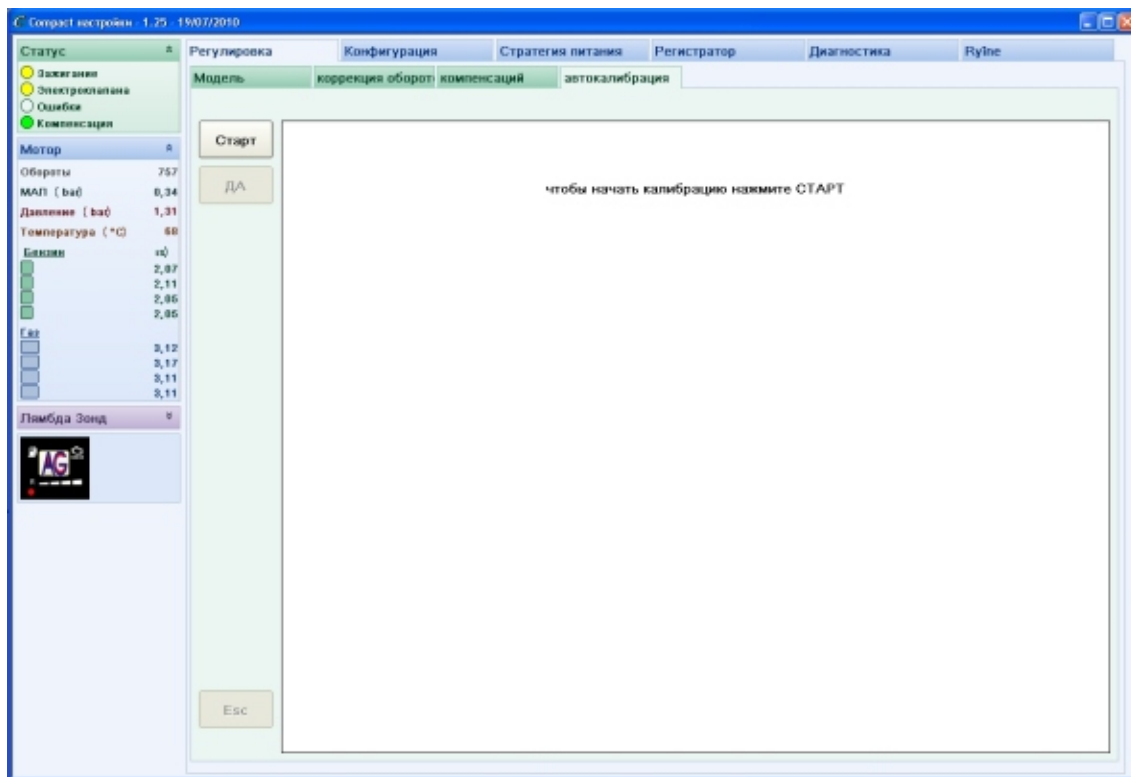 Compact настройки - 1.25 - 19/07/2010
Статус
Регулировка Конфигурация Стратегия питания Регистратор Диагностика Ryine
Зажигание
Электроклапана
Ошибки
Компенсация
Модель коррекция оборот компенсаций автокалибрация
Мотор
Обороты 757
МАП ( bar) 0,34
Давление ( bar) 1,31
Температура ( °C) 68
Бензин
2,07
2,11
2,05
2,05
Газ
3,12
3,17
3,11
3,11
Лямбда Зонд
AG
Старт
ДА
Esc
чтобы начать калибрацию нажмите СТАРТ